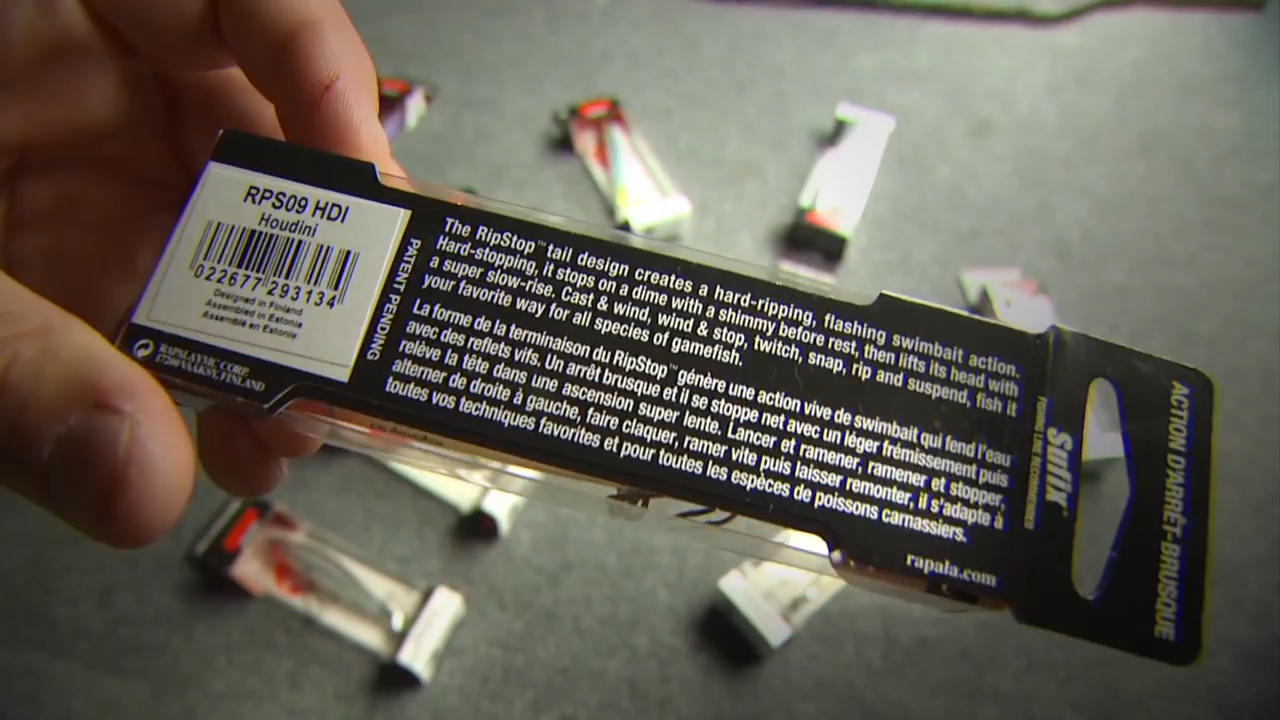 RPS09 HDI
Houdini
022677 293134
Designed in Finland
Assembled in Estonia
Assemblé en Estonie
RAPALA VMC CORP.
17200 VÄÄKSY, FINLAND
PATENT PENDING
The RipStop™ tail design creates a hard-ripping, flashing swimbait action.
Hard-stopping, it stops on a dime with a shimmy before rest, then lifts its head with
a super slow-rise. Cast & wind, wind & stop, twitch, snap, rip and suspend, fish it
your favorite way for all species of gamefish.
La forme de la terminaison du RipStop™ génère une action vive de swimbait qui fend l'eau
avec des reflets vifs. Un arrêt brusque et il se stoppe net avec un léger frémissement puis
relève la tête dans une ascension super lente. Lancer et ramener, ramener et stopper,
alterner de droite à gauche, faire claquer, ramer vite puis laisser remonter, il s'adapte à
toutes vos techniques favorites et pour toutes les espèces de poissons carnassiers.
rapala.com
Sufix
FISHING LINE RECOMMENDED
ACTION D'ARRÊT-BRUSQUE